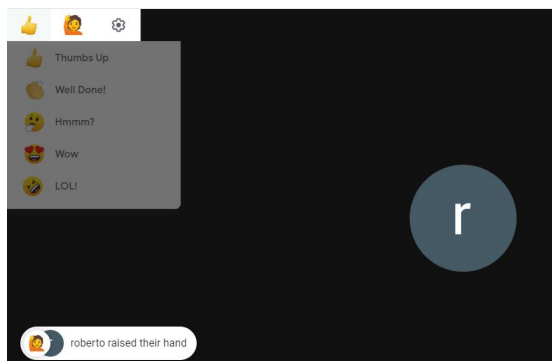 Thumbs Up
Well Done!
Hmmm?
Wow
LOL!
r
roberto raised their hand